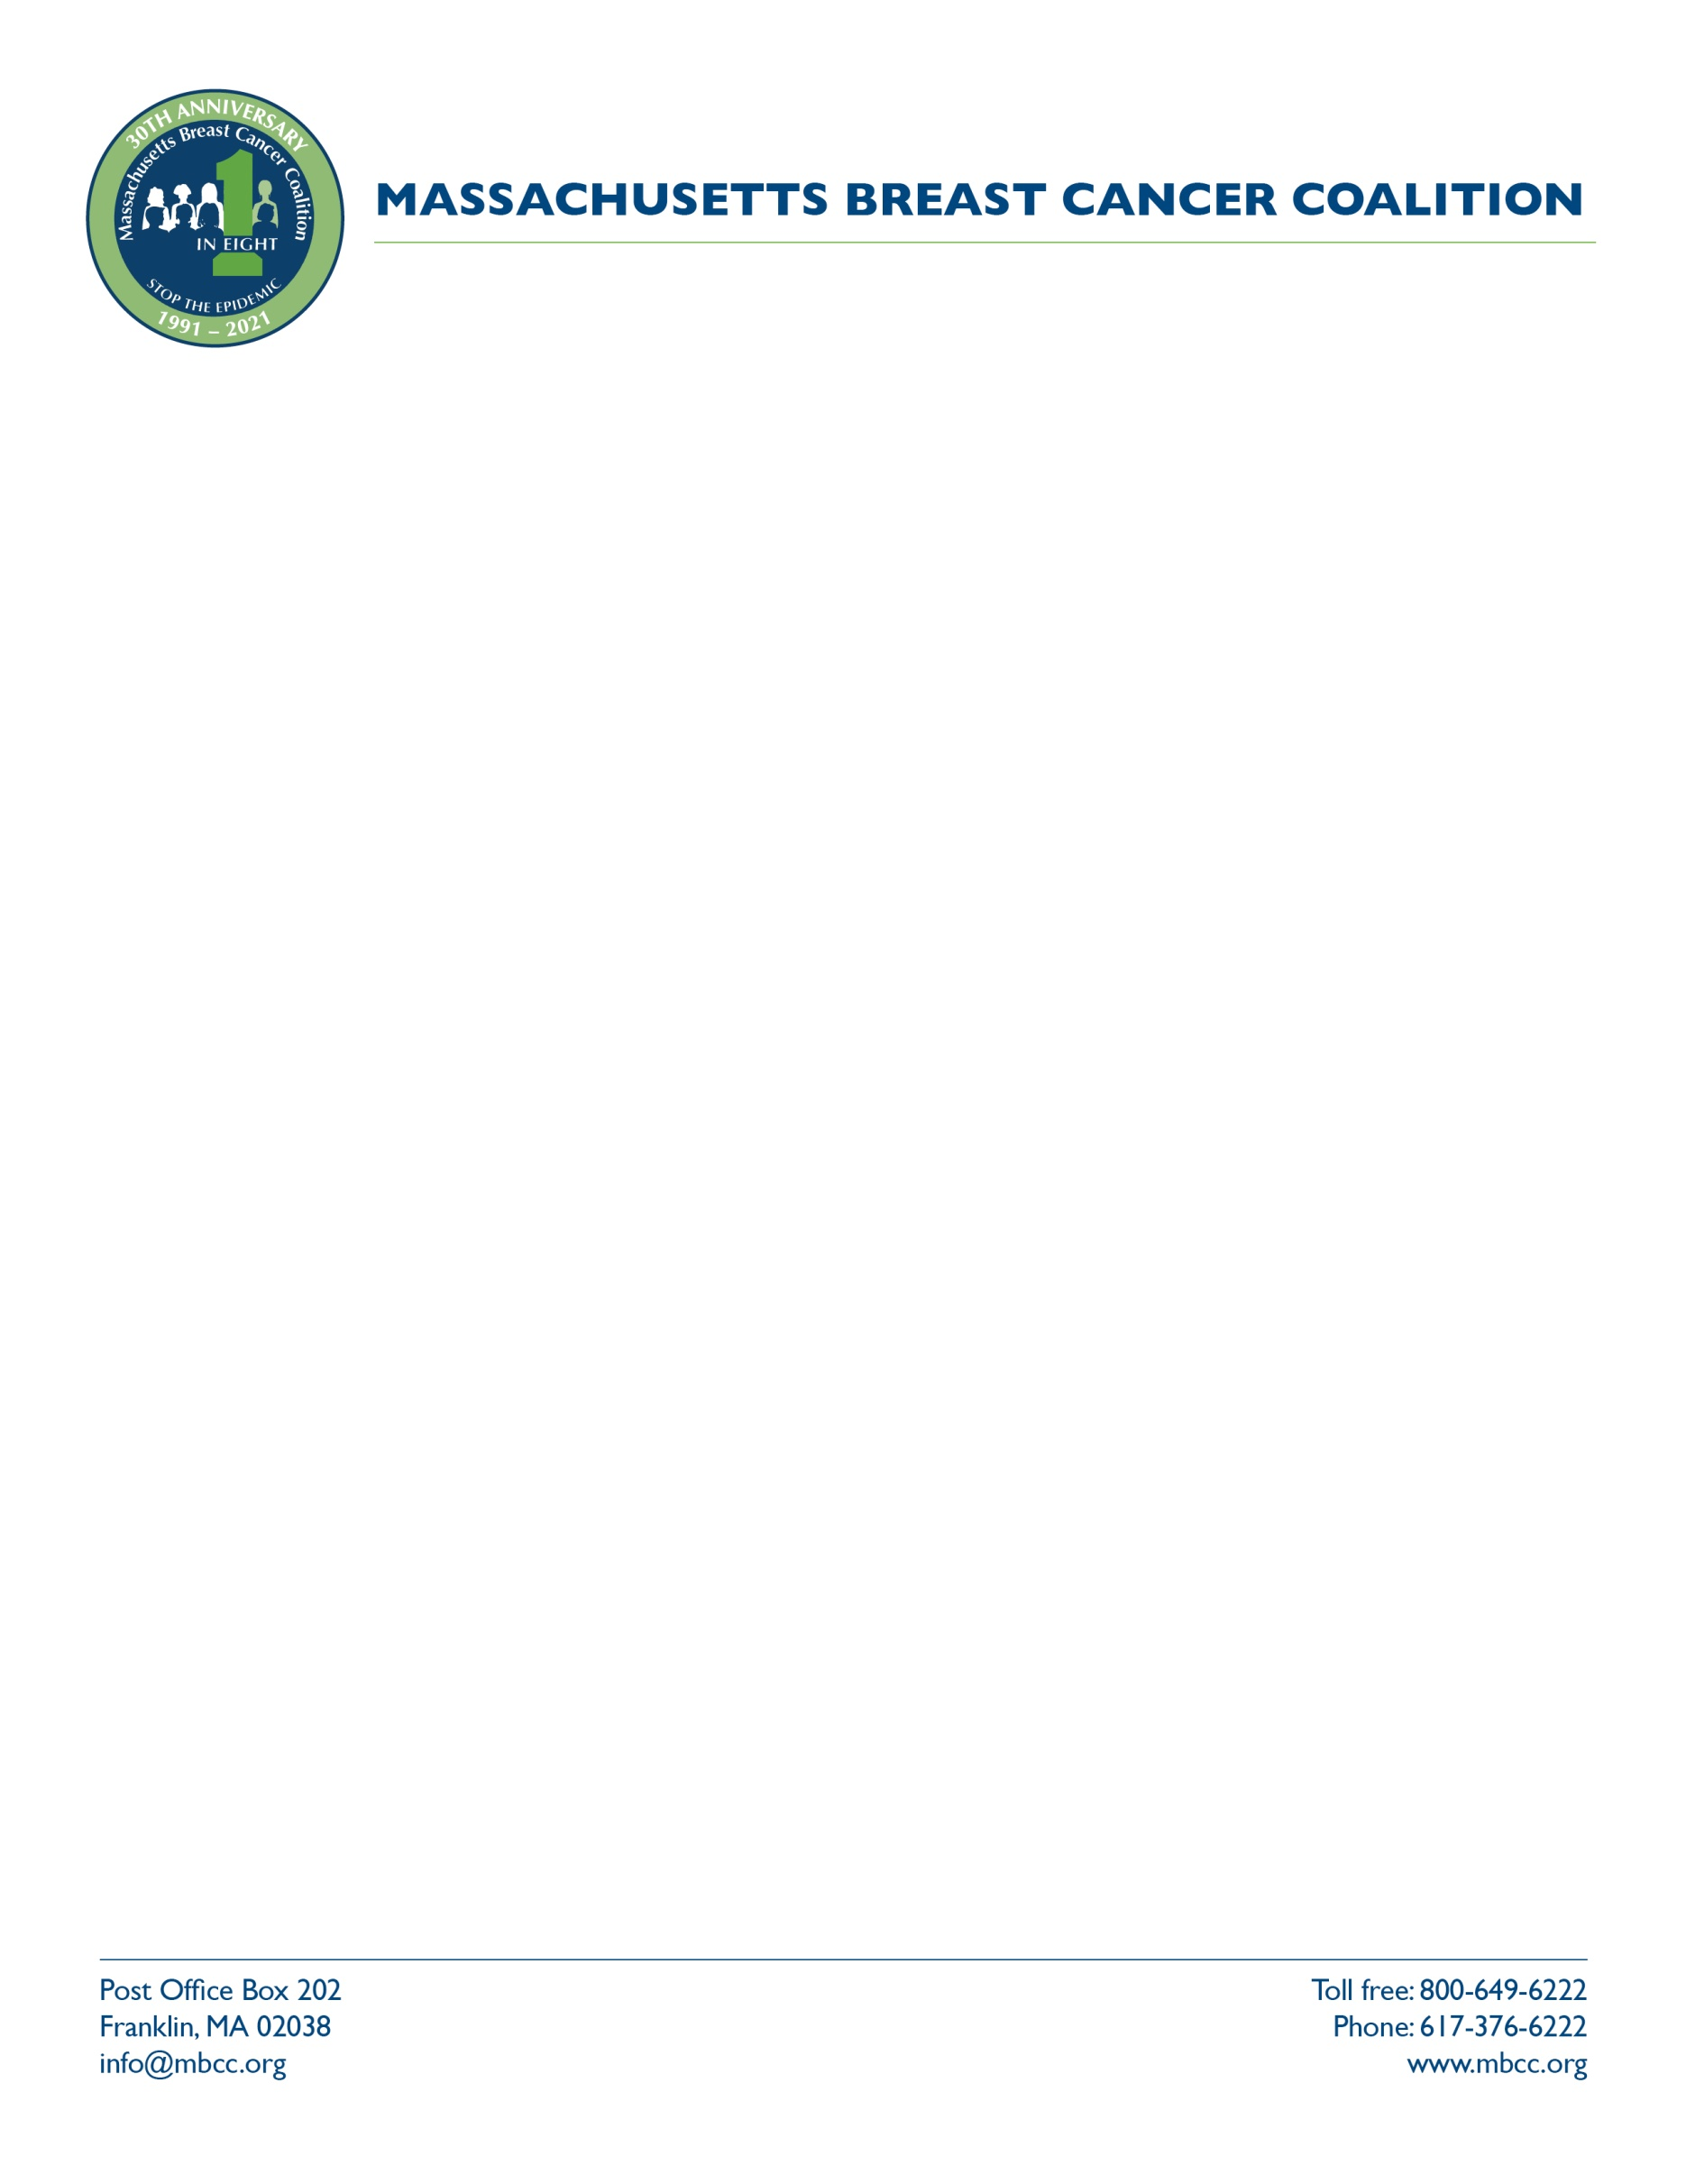 30TH ANNIVERSARY
Massachusetts Breast Cancer Coalition
1
IN EIGHT
STOP THE EPIDEMIC
1991 – 2021
MASSACHUSETTS BREAST CANCER COALITION
Post Office Box 202
Franklin, MA 02038
info@mbcc.org
Toll free: 800-649-6222
Phone: 617-376-6222
www.mbcc.org